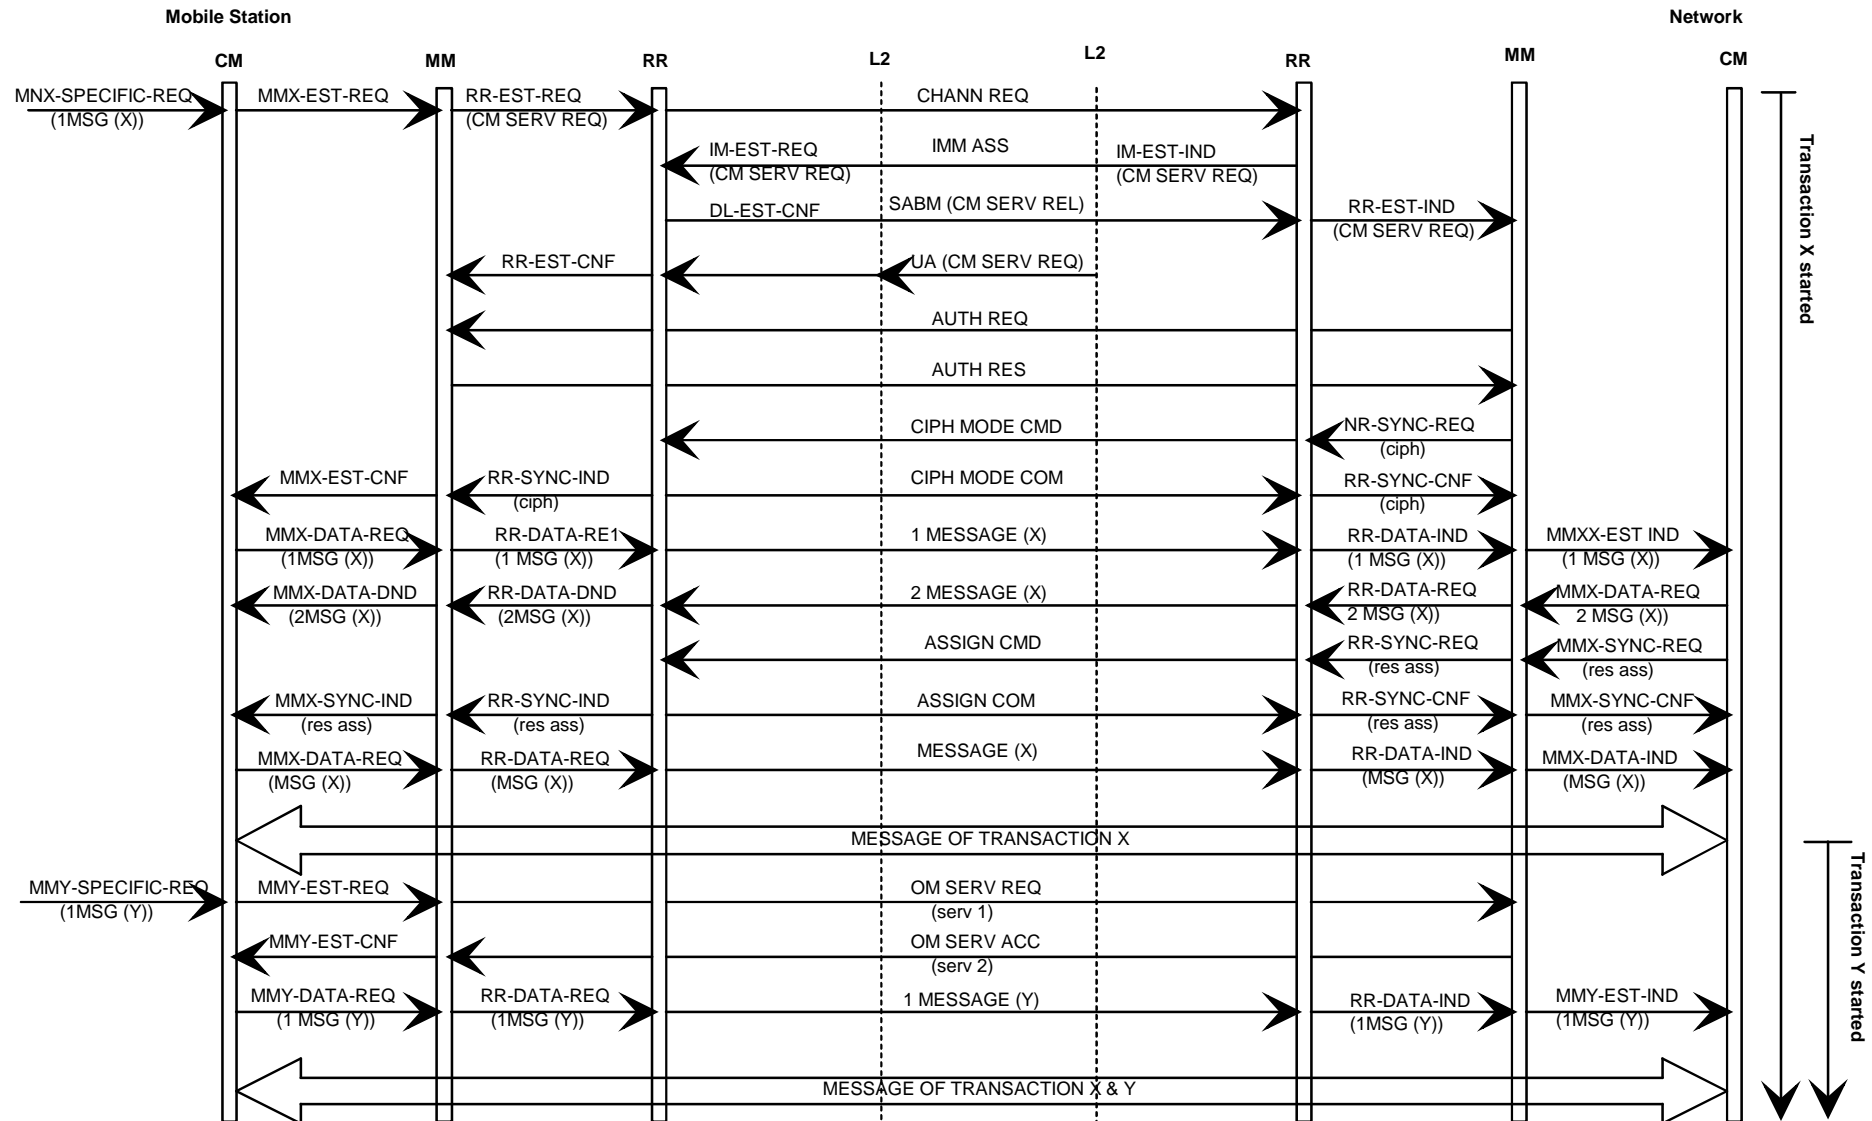 Mobile Station
Network
CM
MM
RR
L2
L2
RR
MM
CM
MNX-SPECIFIC-REQ
(1MSG (X))
MMX-EST-REQ
RR-EST-REQ
(CM SERV REQ)
CHANN REQ
IM-EST-REQ
(CM SERV REQ)
IMM ASS
IM-EST-IND
(CM SERV REQ)
DL-EST-CNF
SABM (CM SERV REL)
RR-EST-IND
(CM SERV REQ)
RR-EST-CNF
UA (CM SERV REQ)
AUTH REQ
AUTH RES
CIPH MODE CMD
NR-SYNC-REQ
(ciph)
MMX-EST-CNF
RR-SYNC-IND
(ciph)
CIPH MODE COM
RR-SYNC-CNF
(ciph)
MMX-DATA-REQ
(1MSG (X))
RR-DATA-RE1
(1 MSG (X))
1 MESSAGE (X)
RR-DATA-IND
(1 MSG (X))
MMXX-EST IND
(1 MSG (X))
MMX-DATA-DND
(2MSG (X))
RR-DATA-DND
(2MSG (X))
2 MESSAGE (X)
RR-DATA-REQ
2 MSG (X))
MMX-DATA-REQ
2 MSG (X))
ASSIGN CMD
RR-SYNC-REQ
(res ass)
MMX-SYNC-REQ
(res ass)
MMX-SYNC-IND
(res ass)
RR-SYNC-IND
(res ass)
ASSIGN COM
RR-SYNC-CNF
(res ass)
MMX-SYNC-CNF
(res ass)
MMX-DATA-REQ
(MSG (X))
RR-DATA-REQ
(MSG (X))
MESSAGE (X)
RR-DATA-IND
(MSG (X))
MMX-DATA-IND
(MSG (X))
MESSAGE OF TRANSACTION X
MMY-SPECIFIC-REQ
(1MSG (Y))
MMY-EST-REQ
OM SERV REQ
(serv 1)
MMY-EST-CNF
OM SERV ACC
(serv 2)
MMY-DATA-REQ
(1 MSG (Y))
RR-DATA-REQ
(1MSG (Y))
1 MESSAGE (Y)
RR-DATA-IND
(1MSG (Y))
MMY-EST-IND
(1MSG (Y))
MESSAGE OF TRANSACTION X & Y
Transaction X started
Transaction Y started